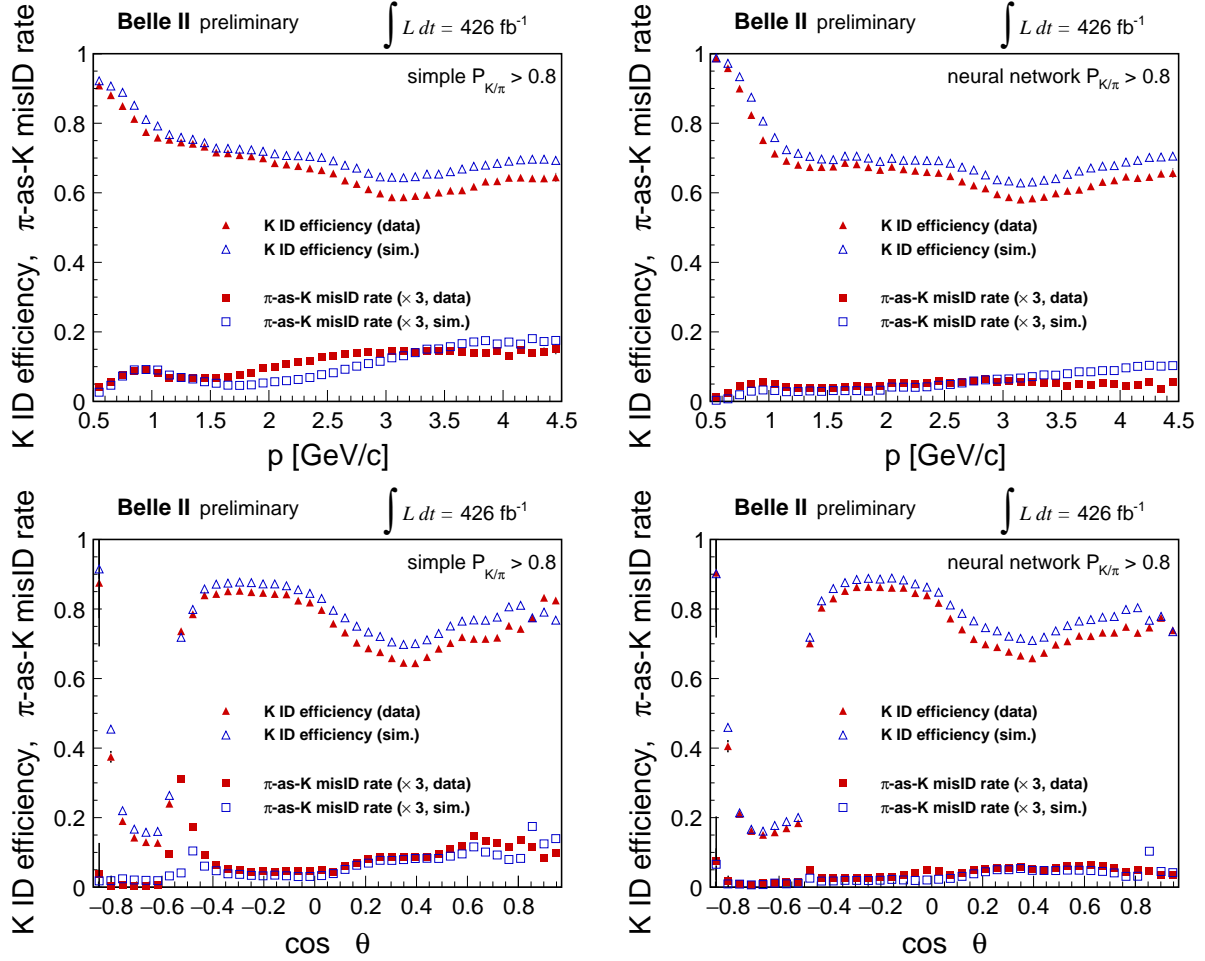 Belle II preliminary ∫ L dt = 426 fb⁻¹
simple P_{K/π} > 0.8
K ID efficiency, π-as-K misID rate
1
0.8
0.6
0.4
0.2
0
K ID efficiency (data)
K ID efficiency (sim.)
π-as-K misID rate (× 3, data)
π-as-K misID rate (× 3, sim.)
0.5 1 1.5 2 2.5 3 3.5 4 4.5
p [GeV/c]
Belle II preliminary ∫ L dt = 426 fb⁻¹
neural network P_{K/π} > 0.8
K ID efficiency, π-as-K misID rate
1
0.8
0.6
0.4
0.2
0
K ID efficiency (data)
K ID efficiency (sim.)
π-as-K misID rate (× 3, data)
π-as-K misID rate (× 3, sim.)
0.5 1 1.5 2 2.5 3 3.5 4 4.5
p [GeV/c]
Belle II preliminary ∫ L dt = 426 fb⁻¹
simple P_{K/π} > 0.8
K ID efficiency, π-as-K misID rate
1
0.8
0.6
0.4
0.2
0
K ID efficiency (data)
K ID efficiency (sim.)
π-as-K misID rate (× 3, data)
π-as-K misID rate (× 3, sim.)
−0.8 −0.6 −0.4 −0.2 0 0.2 0.4 0.6 0.8
cos θ
Belle II preliminary ∫ L dt = 426 fb⁻¹
neural network P_{K/π} > 0.8
K ID efficiency, π-as-K misID rate
1
0.8
0.6
0.4
0.2
0
K ID efficiency (data)
K ID efficiency (sim.)
π-as-K misID rate (× 3, data)
π-as-K misID rate (× 3, sim.)
−0.8 −0.6 −0.4 −0.2 0 0.2 0.4 0.6 0.8
cos θ